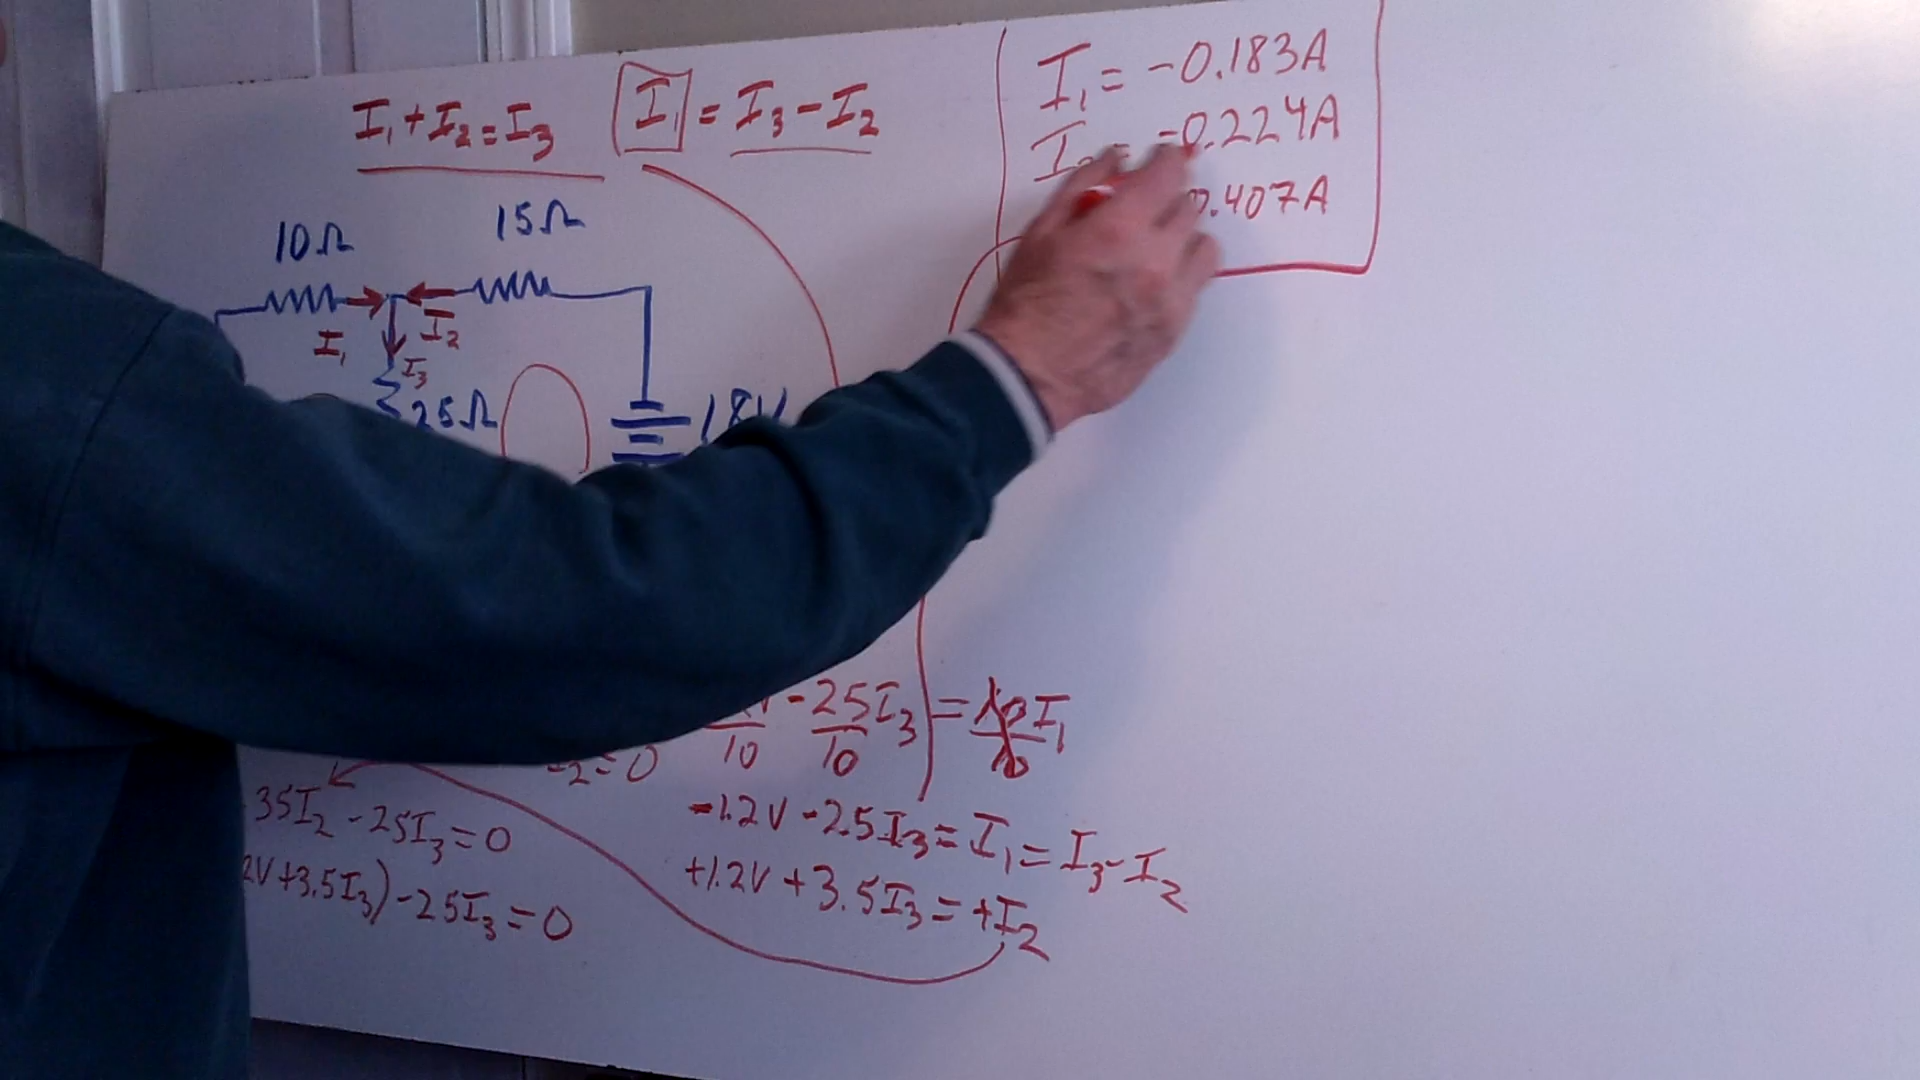 I₁ + I₂ = I₃
I₁ = I₃ - I₂
I₁ = -0.183A
-0.224A
0.407A
10Ω
15Ω
I₁
I₂
I₃
25Ω
18V
- 25I₃ = 10I₁
10 10 10
= 0
35I₂ - 25I₃ = 0
2V + 3.5I₃) - 25I₃ = 0
-1.2V - 2.5I₃ = I₁ = I₃ - I₂
+1.2V + 3.5I₃ = +I₂